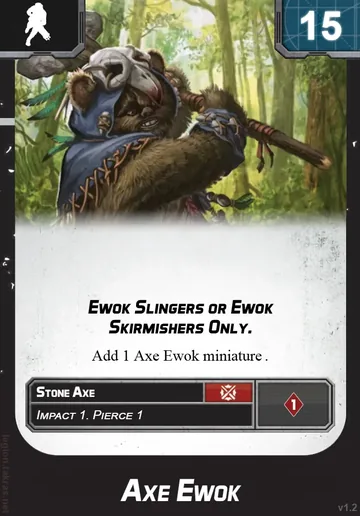 15
Ewok Slingers or Ewok
Skirmishers Only.
Add 1 Axe Ewok miniature .
Stone Axe
Impact 1, Pierce 1
1
Axe Ewok
v1.2